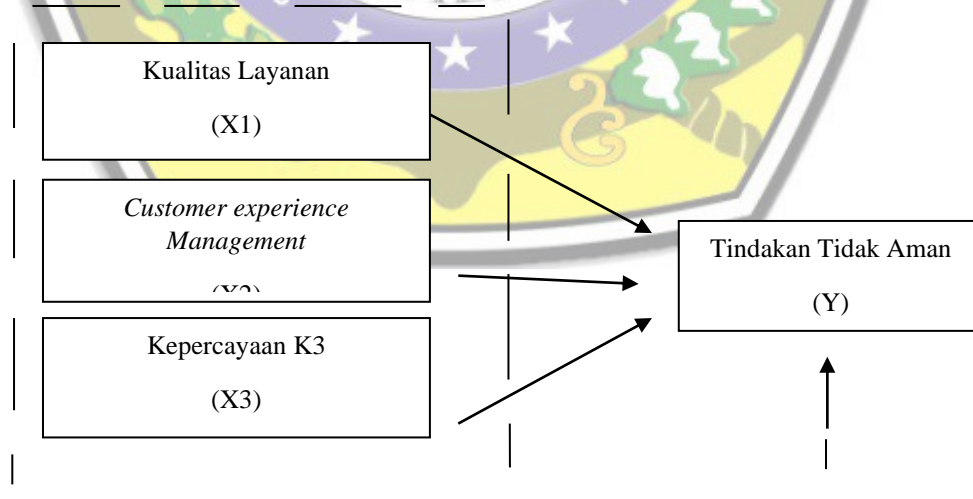 Kualitas Layanan
(X1)
Customer experience
Management
Tindakan Tidak Aman
(Y)
Kepercayaan K3
(X3)